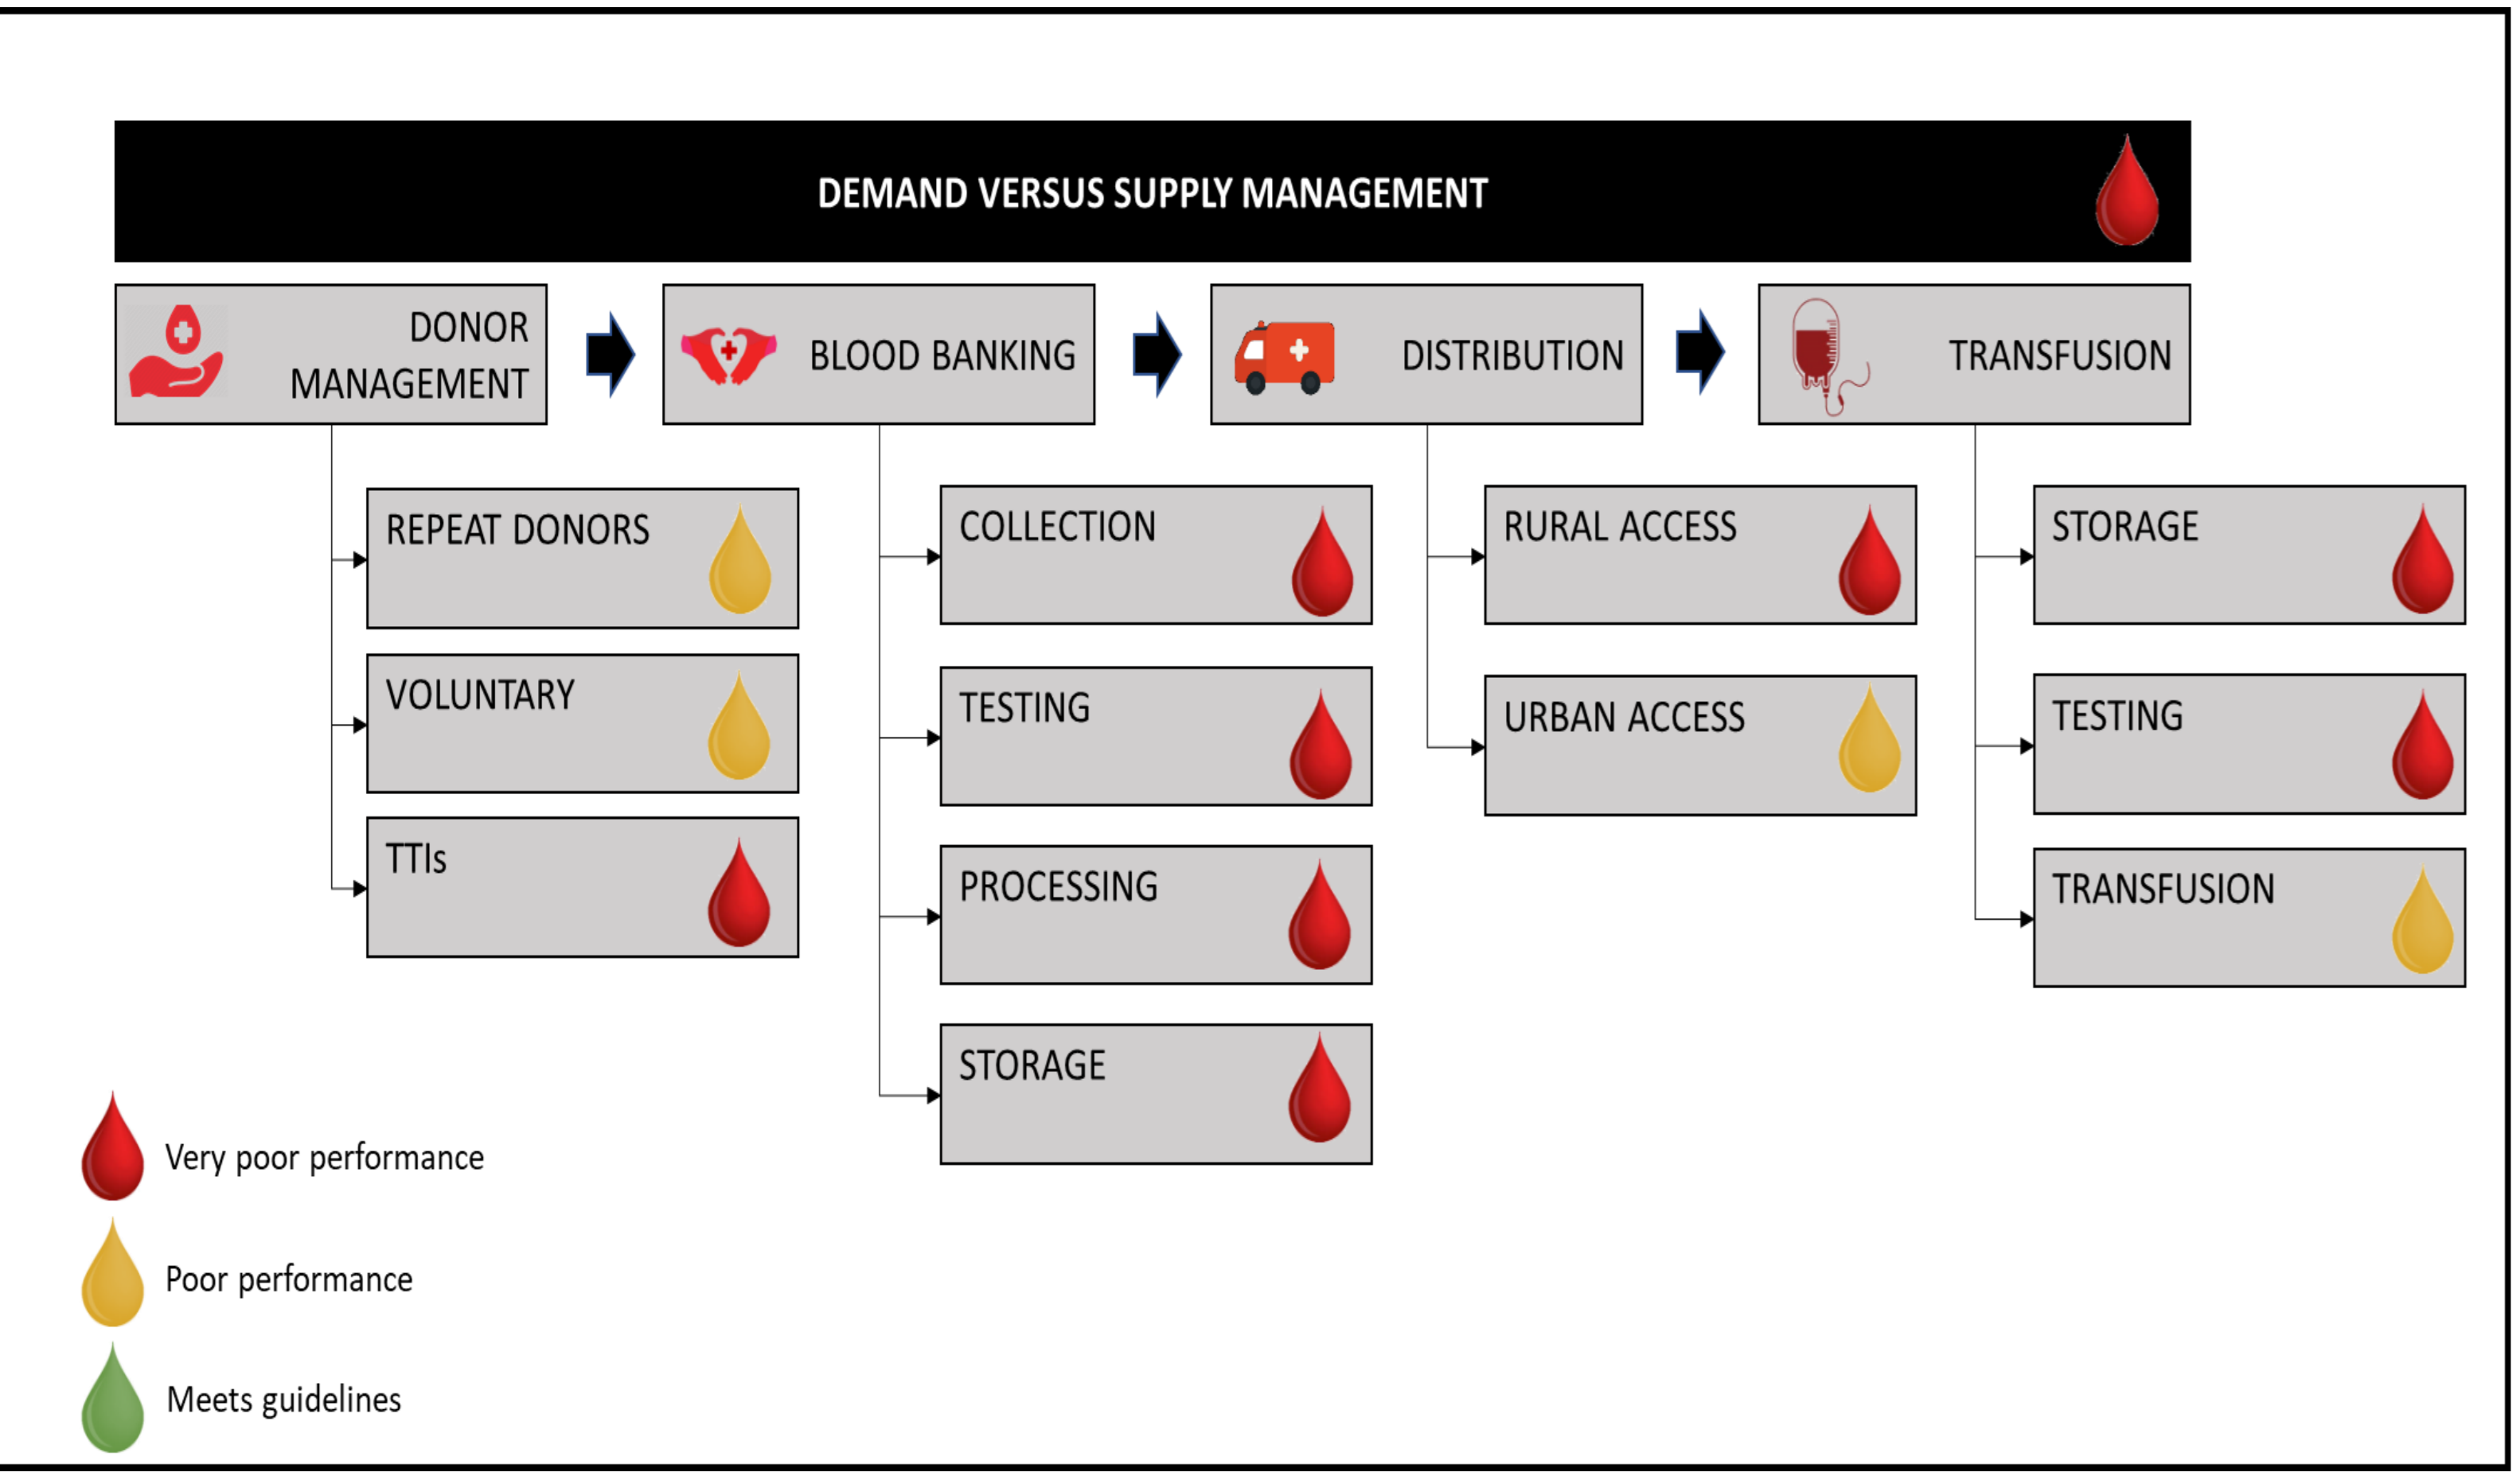 DEMAND VERSUS SUPPLY MANAGEMENT
DONOR
MANAGEMENT
BLOOD BANKING
DISTRIBUTION
TRANSFUSION
REPEAT DONORS
VOLUNTARY
TTIs
COLLECTION
TESTING
PROCESSING
STORAGE
RURAL ACCESS
URBAN ACCESS
STORAGE
TESTING
TRANSFUSION
Very poor performance
Poor performance
Meets guidelines